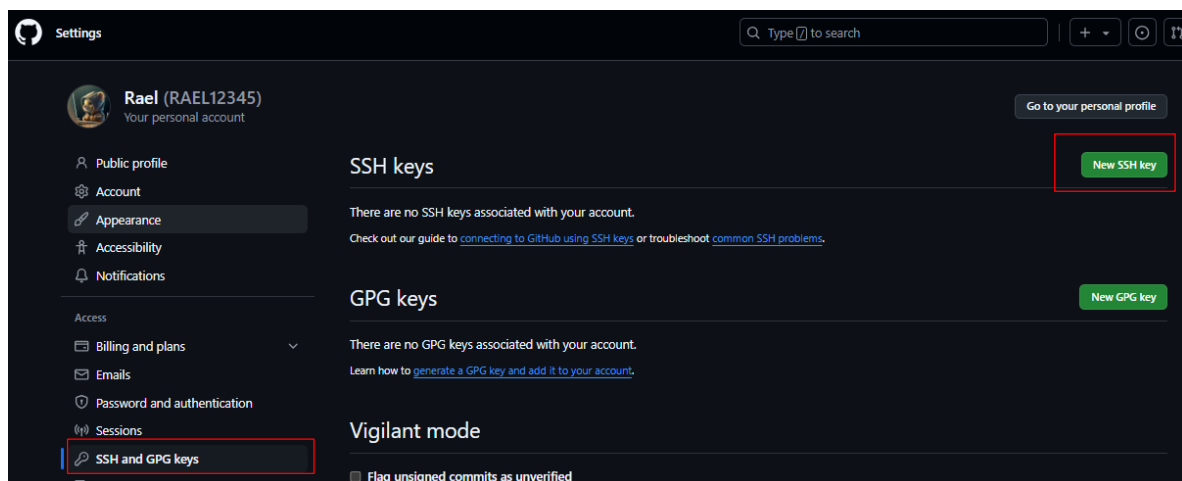 Settings
Type / to search
Rael (RAEL12345)
Your personal account
Go to your personal profile
Public profile
Account
Appearance
Accessibility
Notifications
Access
Billing and plans
Emails
Password and authentication
Sessions
SSH and GPG keys
SSH keys
New SSH key
There are no SSH keys associated with your account.
Check out our guide to connecting to GitHub using SSH keys or troubleshoot common SSH problems.
GPG keys
New GPG key
There are no GPG keys associated with your account.
Learn how to generate a GPG key and add it to your account.
Vigilant mode
Flag unsigned commits as unverified